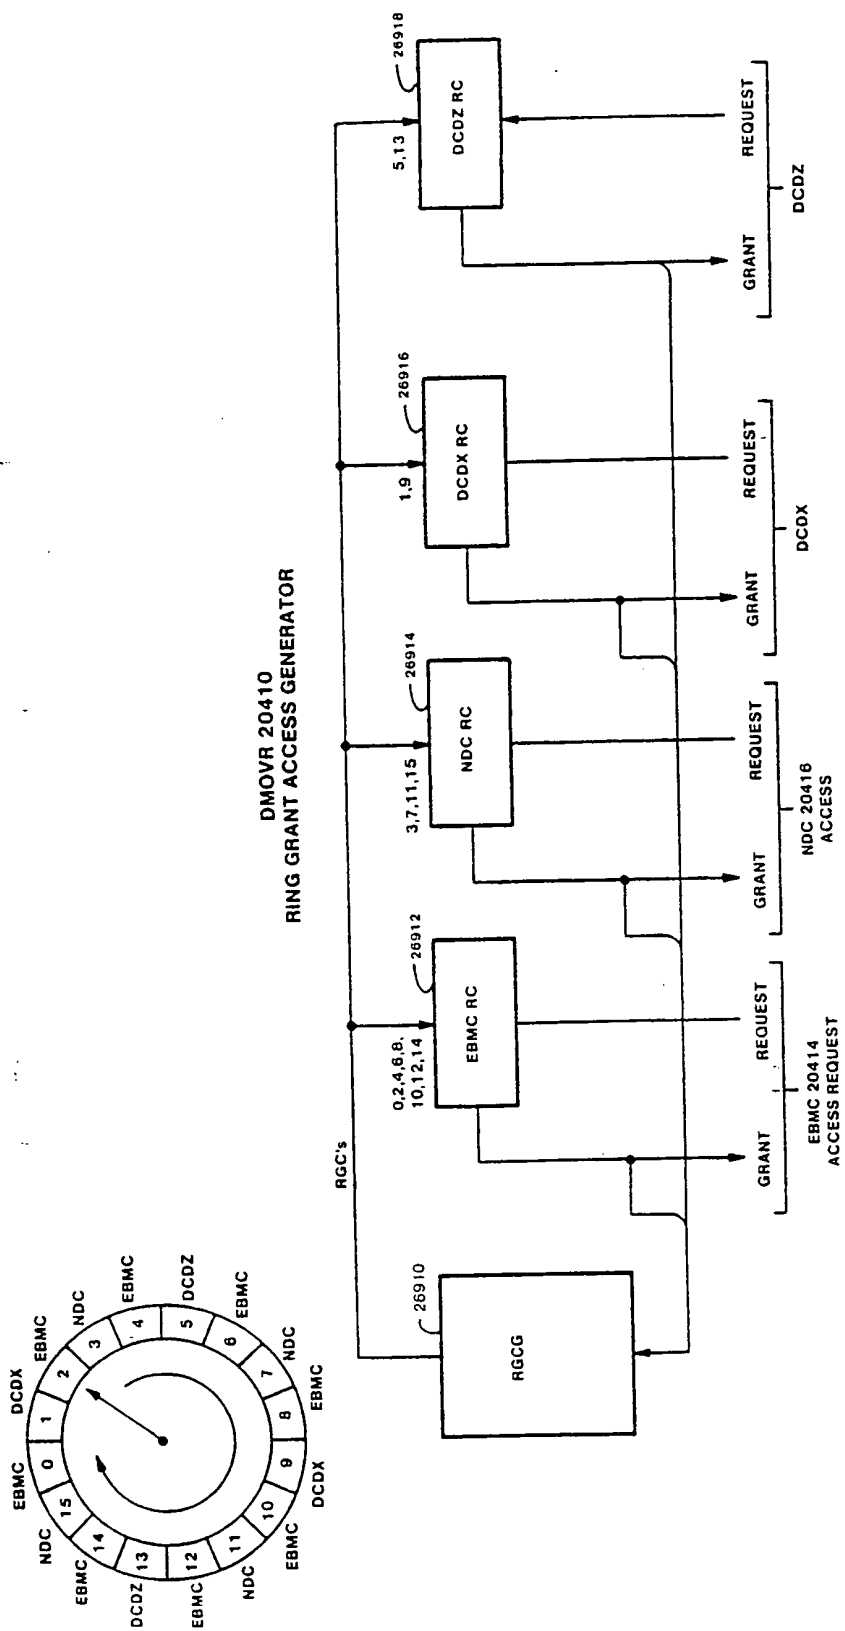 DMOVR 20410
RING GRANT ACCESS GENERATOR
EBMC
DCDX
EBMC
NDC
EBMC
DCDZ
EBMC
NDC
EBMC
DCDX
EBMC
NDC
EBMC
DCDZ
EBMC
NDC
0
1
2
3
4
5
6
7
8
9
10
11
12
13
14
15
RGC's
26910
RGCG
0,2,4,6,8,
10,12,14
26912
EBMC RC
3,7,11,15
26914
NDC RC
1,9
26916
DCDX RC
5,13
26918
DCDZ RC
GRANT
REQUEST
EBMC 20414
ACCESS REQUEST
GRANT
REQUEST
NDC 20416
ACCESS
GRANT
REQUEST
DCDX
GRANT
REQUEST
DCDZ